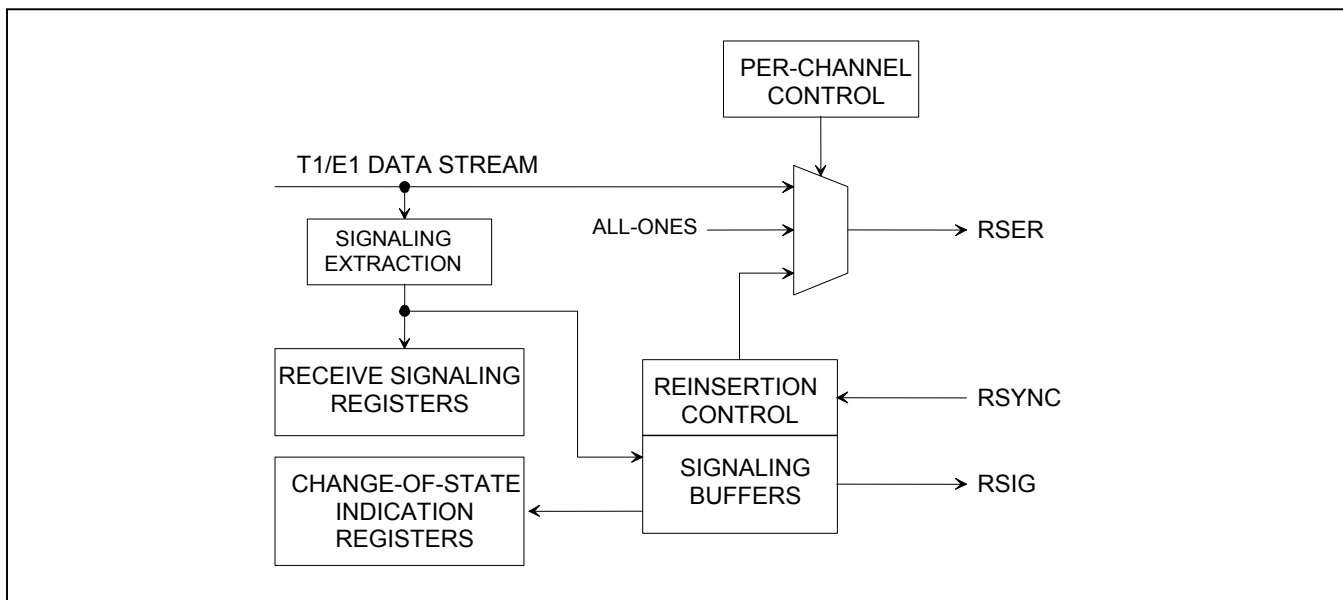 PER-CHANNEL
CONTROL
T1/E1 DATA STREAM
ALL-ONES
RSER
SIGNALING
EXTRACTION
RECEIVE SIGNALING
REGISTERS
REINSERTION
CONTROL
RSYNC
SIGNALING
BUFFERS
RSIG
CHANGE-OF-STATE
INDICATION
REGISTERS